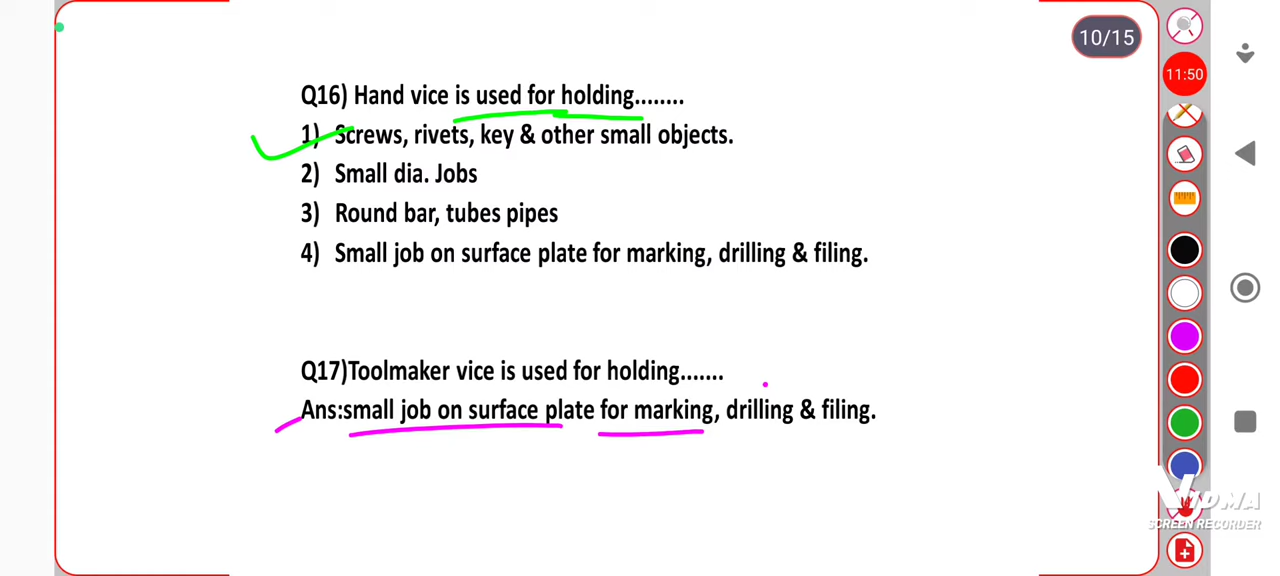 10/15
11:50
Q16) Hand vice is used for holding........
1) Screws, rivets, key & other small objects.
2) Small dia. Jobs
3) Round bar, tubes pipes
4) Small job on surface plate for marking, drilling & filing.
Q17)Toolmaker vice is used for holding.......
Ans:small job on surface plate for marking, drilling & filing.
SCREEN RECORDER